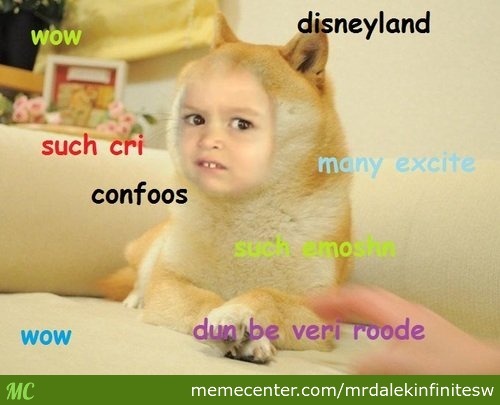 wow
disneyland
such cri
many excite
confoos
such emoshn
wow
dun be veri roode
MC
memecenter.com/mrdalekinfinitesw